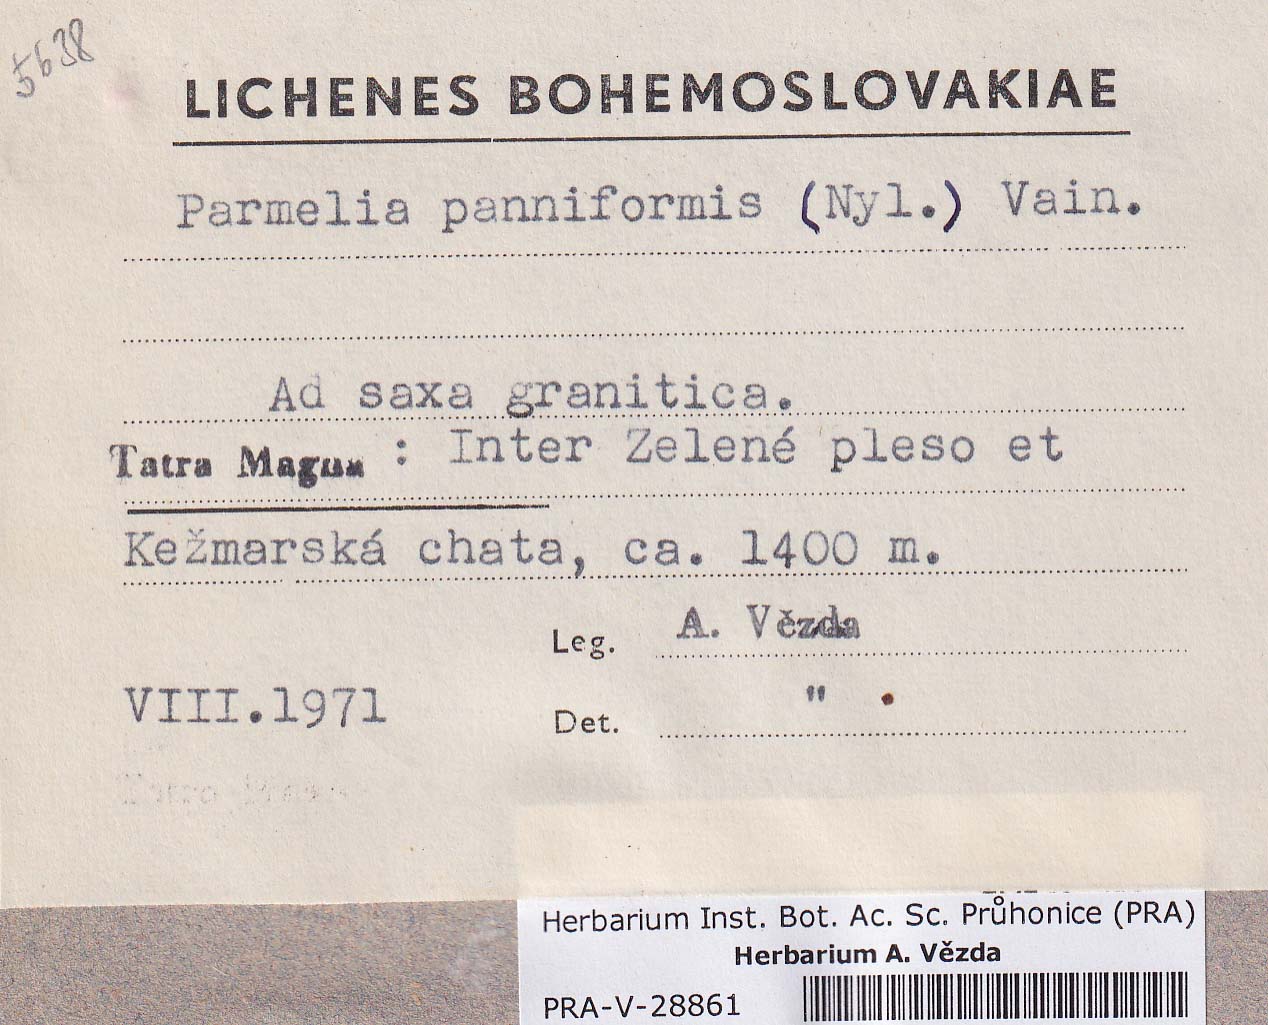 5638
LICHENES BOHEMOSLOVAKIAE
Parmelia panniformis (Nyl.) Vain.
Ad saxa granitica.
Tatra Magna : Inter Zelené pleso et
Kežmarská chata, ca. 1400 m.
Leg. A. Vězda
VIII.1971
Det. " .
Herbarium Inst. Bot. Ac. Sc. Průhonice (PRA)
Herbarium A. Vězda
PRA-V-28861